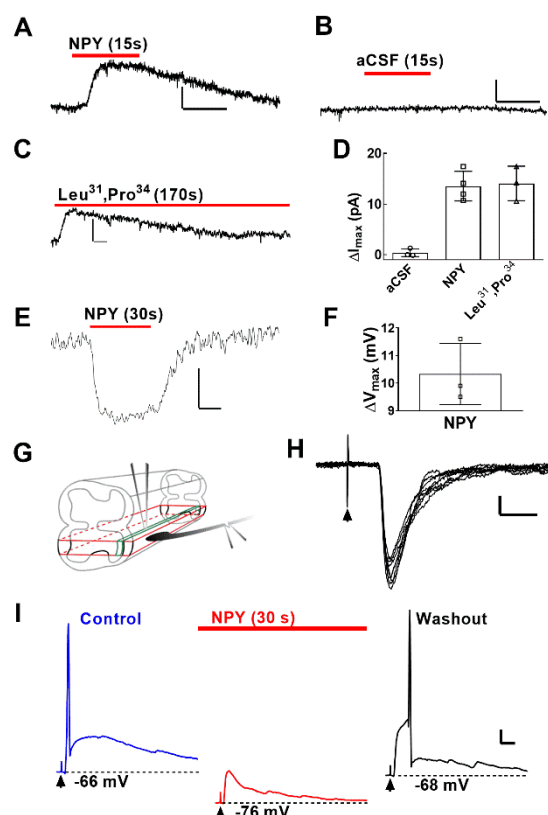 A
NPY (15s)
B
aCSF (15s)
C
Leu31,Pro34 (170s)
D
ΔImax (pA)
20
10
0
aCSF
NPY
Leu31,Pro34
E
NPY (30s)
F
ΔVmax (mV)
12
11
10
9
NPY
G
H
I
Control
NPY (30 s)
Washout
-66 mV
-76 mV
-68 mV